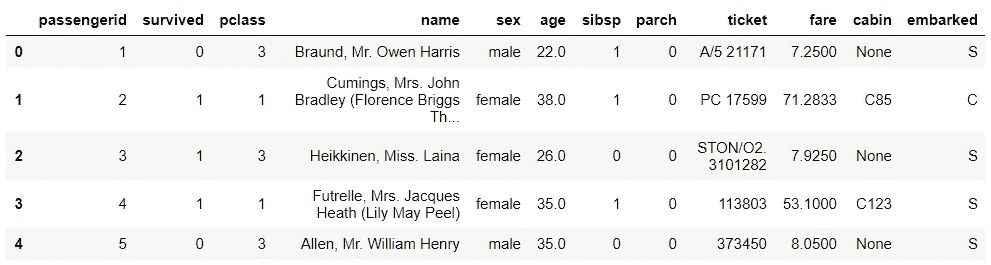 passengerid survived pclass name sex age sibsp parch ticket fare cabin embarked
0 1 0 3 Braund, Mr. Owen Harris male 22.0 1 0 A/5 21171 7.2500 None S
Cumings, Mrs. John
1 2 1 1 Bradley (Florence Briggs female 38.0 1 0 PC 17599 71.2833 C85 C
Th...
2 3 1 3 Heikkinen, Miss. Laina female 26.0 0 0 STON/O2. 7.9250 None S
3101282
3 4 1 1 Futrelle, Mrs. Jacques female 35.0 1 0 113803 53.1000 C123 S
Heath (Lily May Peel)
4 5 0 3 Allen, Mr. William Henry male 35.0 0 0 373450 8.0500 None S